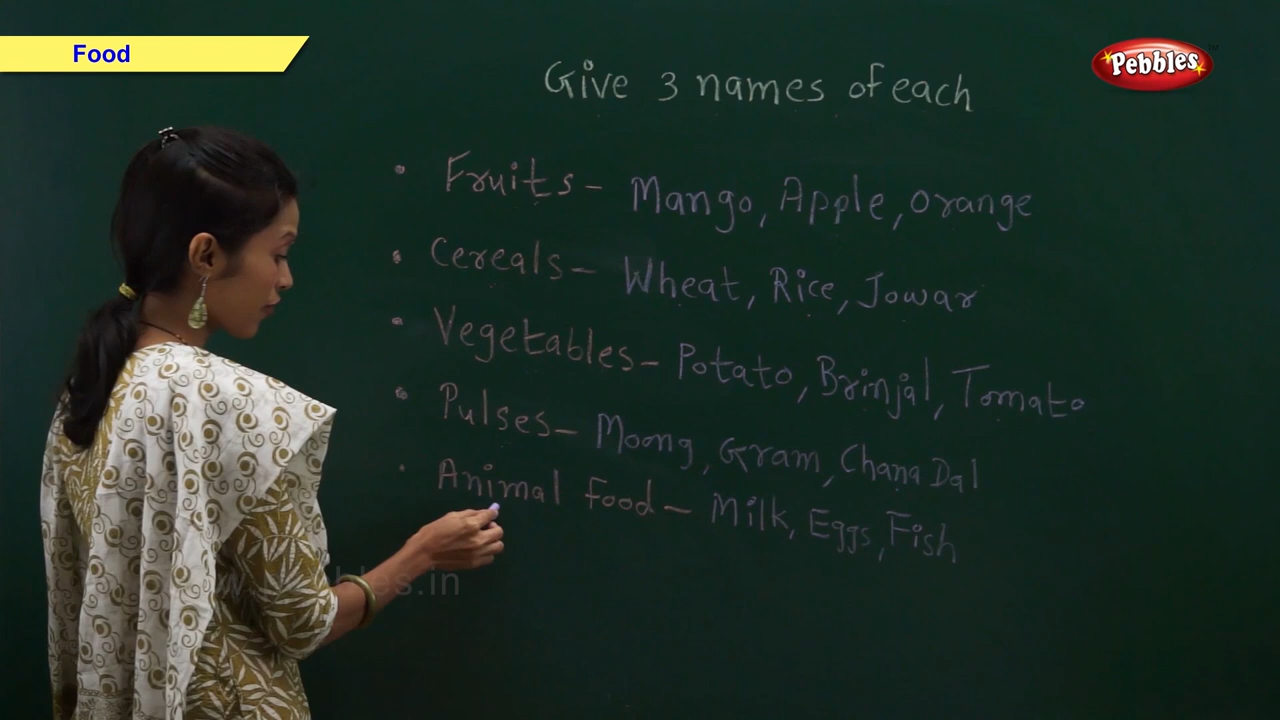 Food
Pebbles
TM
Give 3 names of each
• Fruits - Mango, Apple, Orange
• Cereals - Wheat, Rice, Jowar
• Vegetables - Potato, Brinjal, Tomato
• Pulses - Moong, Gram, Chana Dal
• Animal food - Milk, Eggs, Fish